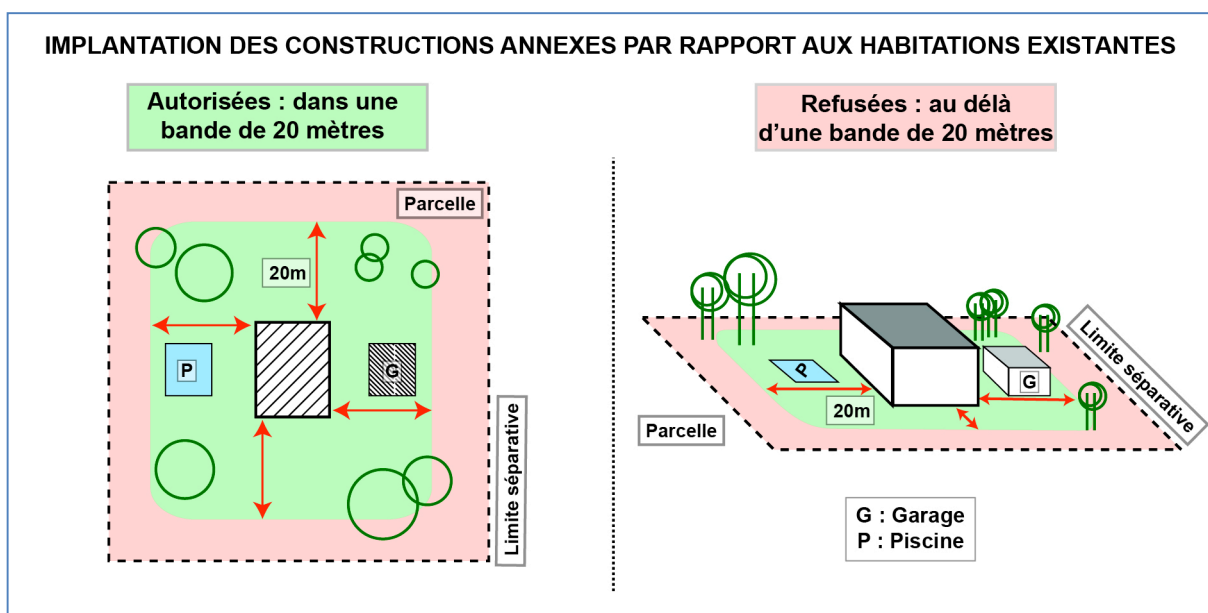 IMPLANTATION DES CONSTRUCTIONS ANNEXES PAR RAPPORT AUX HABITATIONS EXISTANTES
Autorisées : dans une
bande de 20 mètres
Refusées : au délà
d'une bande de 20 mètres
Parcelle
20m
P
G
Limite séparative
P
G
20m
Parcelle
Limite séparative
G : Garage
P : Piscine